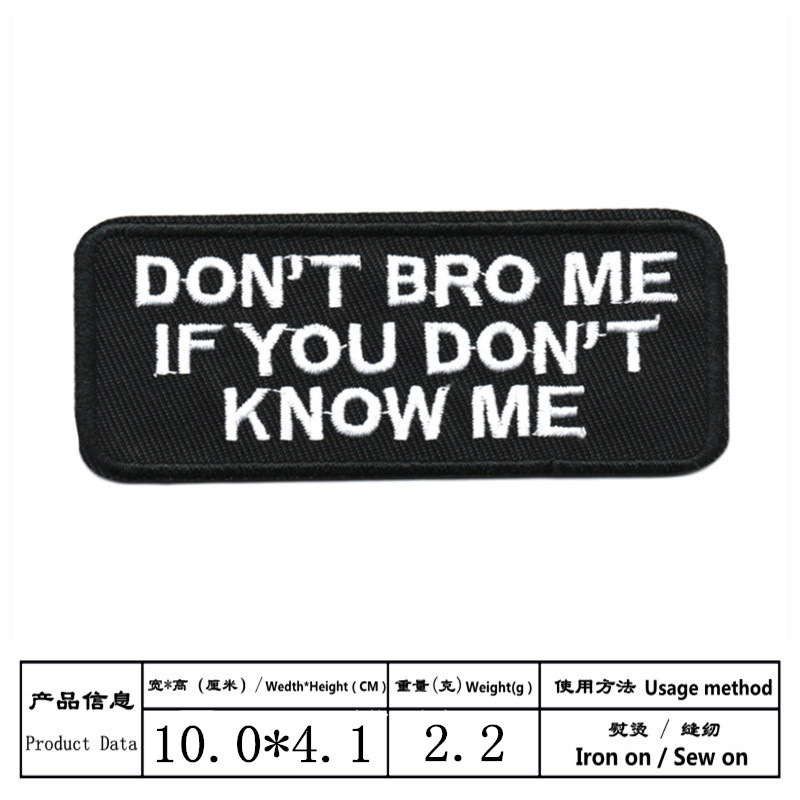 DON'T BRO ME
IF YOU DON'T
KNOW ME
产品信息
Product Data
宽*高（厘米）/Wedth*Height(CM)
10.0*4.1
重量(克)Weight(g)
2.2
使用方法 Usage method
熨烫 / 缝纫
Iron on / Sew on